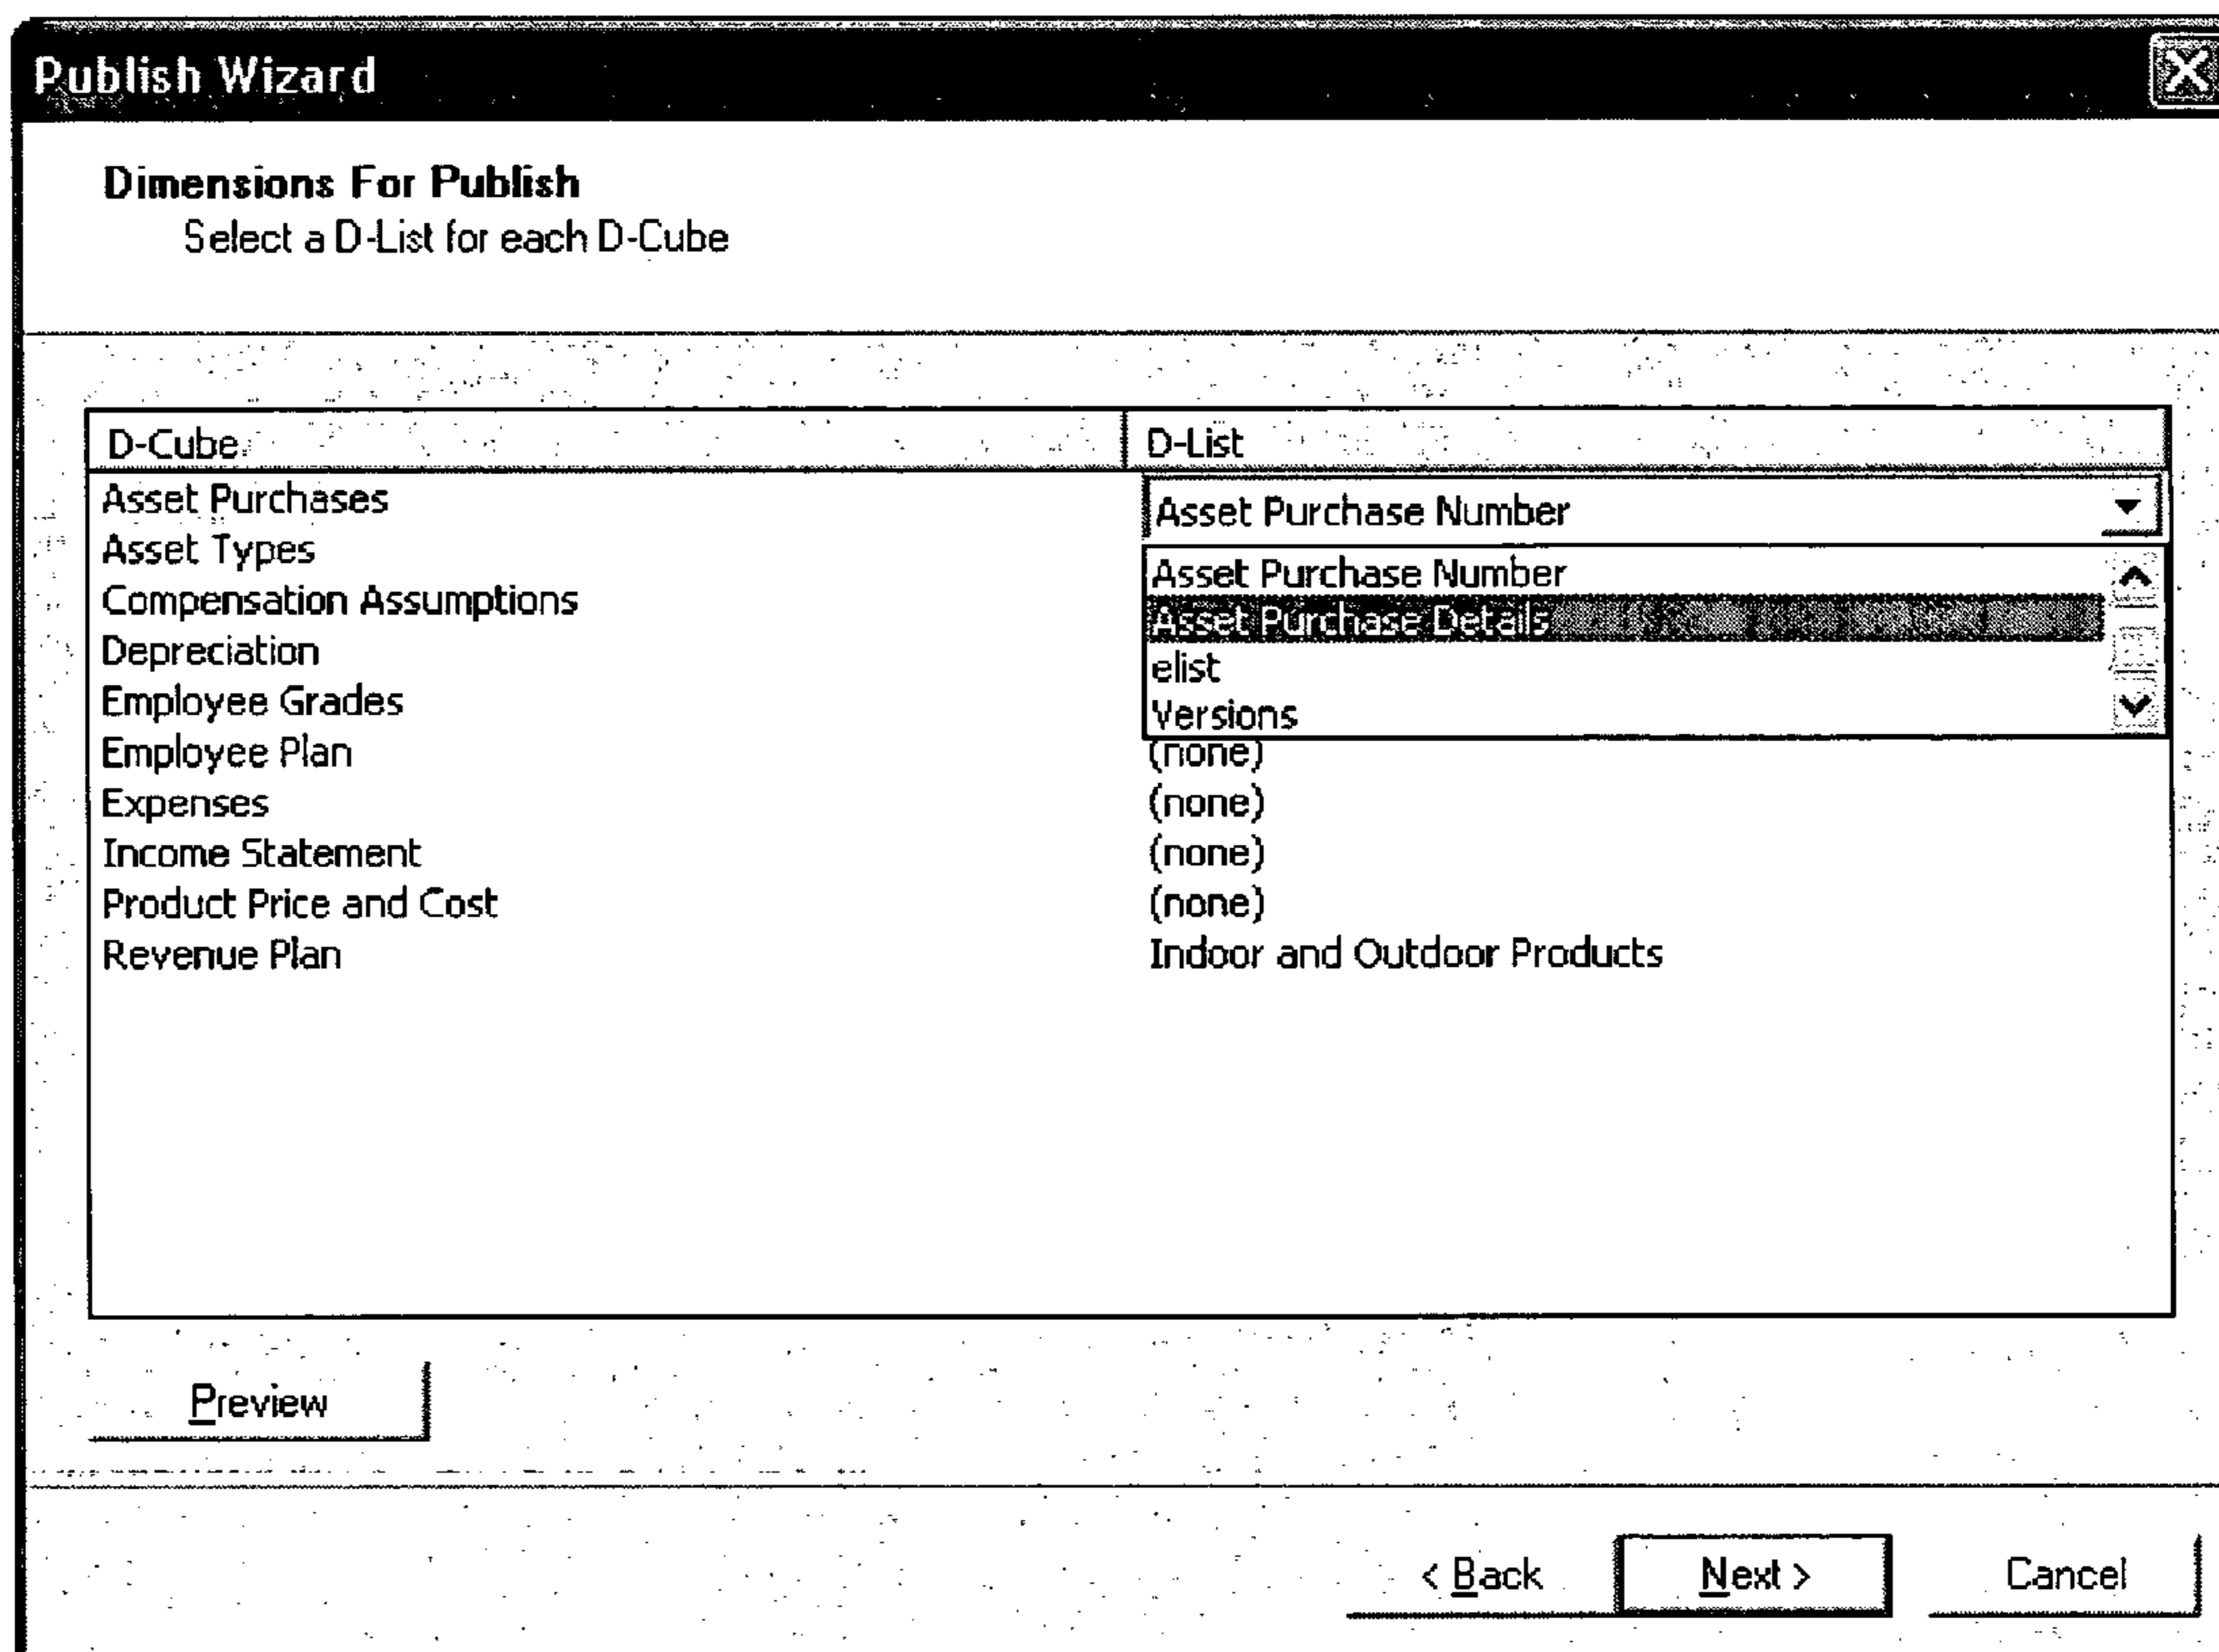 Publish Wizard
Dimensions For Publish
Select a D-List for each D-Cube
D-Cube D-List
Asset Purchases Asset Purchase Number
Asset Types Asset Purchase Number
Compensation Assumptions Asset Purchase Details
Depreciation elist
Employee Grades Versions
Employee Plan (none)
Expenses (none)
Income Statement (none)
Product Price and Cost (none)
Revenue Plan Indoor and Outdoor Products
Preview
< Back Next > Cancel